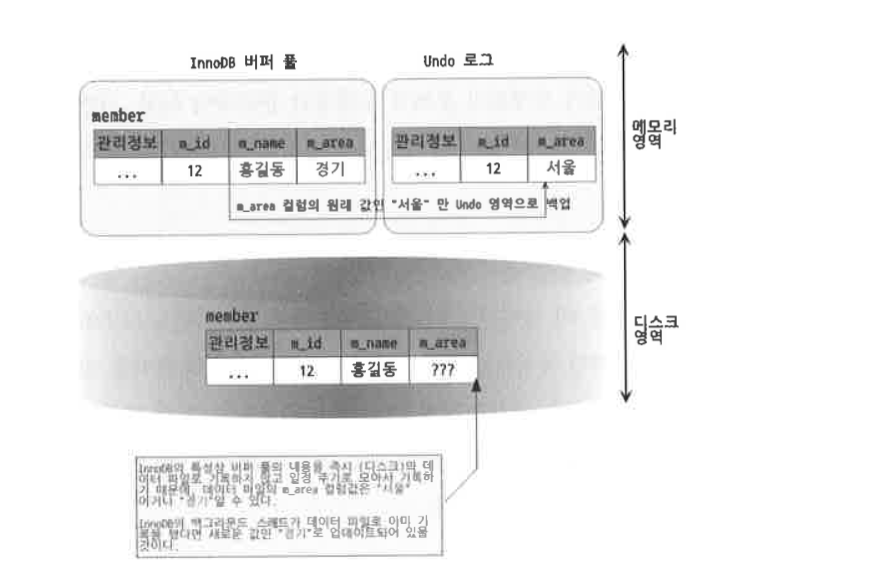 InnoDB 버퍼 풀
Undo 로그
member
관리정보 m_id m_name m_area
... 12 홍길동 경기
관리정보 m_id m_area
... 12 서울
m_area 컬럼의 원래 값인 "서울" 만 Undo 영역으로 백업
메모리
영역
member
관리정보 m_id m_name m_area
... 12 홍길동 ???
디스크
영역
InnoDB의 특성상 버퍼 풀의 내용을 즉시 (디스크)의 데
이터 파일로 기록하지 않고 일정 주기로 모아서 기록하
기 때문에, 데이터 파일의 m_area 컬럼값은 "서울"
이거나 "경기"일 수 있다.
InnoDB의 백그라운드 스레드가 데이터 파일로 이미 기
록을 했다면 새로운 값인 "경기"로 업데이트되어 있을
것이다.